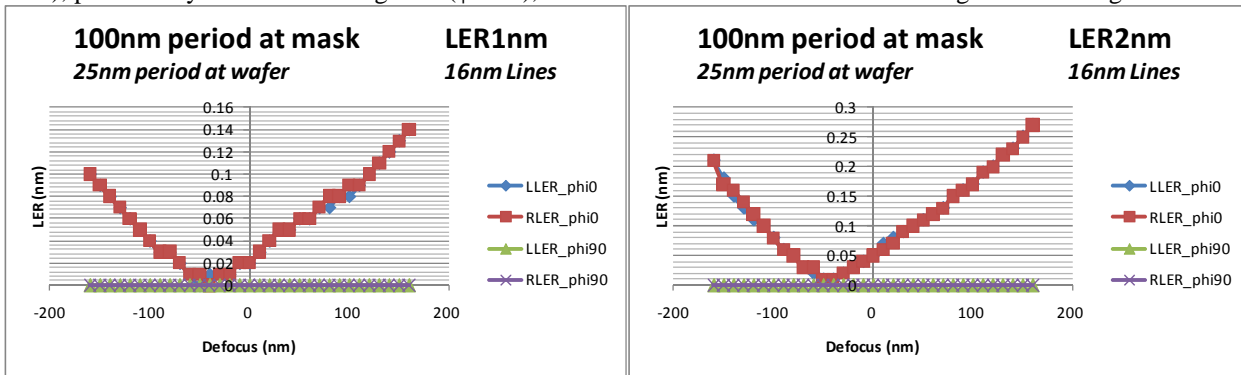 100nm period at mask LER1nm
25nm period at wafer 16nm Lines
0.16
0.14
0.12
0.1
0.08
0.06
0.04
0.02
0
-200 -100 0 100 200
LER (nm)
Defocus (nm)
LLER_phi0
RLER_phi0
LLER_phi90
RLER_phi90
100nm period at mask LER2nm
25nm period at wafer 16nm Lines
0.3
0.25
0.2
0.15
0.1
0.05
0
-200 -100 0 100 200
LER (nm)
Defocus (nm)
LLER_phi0
RLER_phi0
LLER_phi90
RLER_phi90